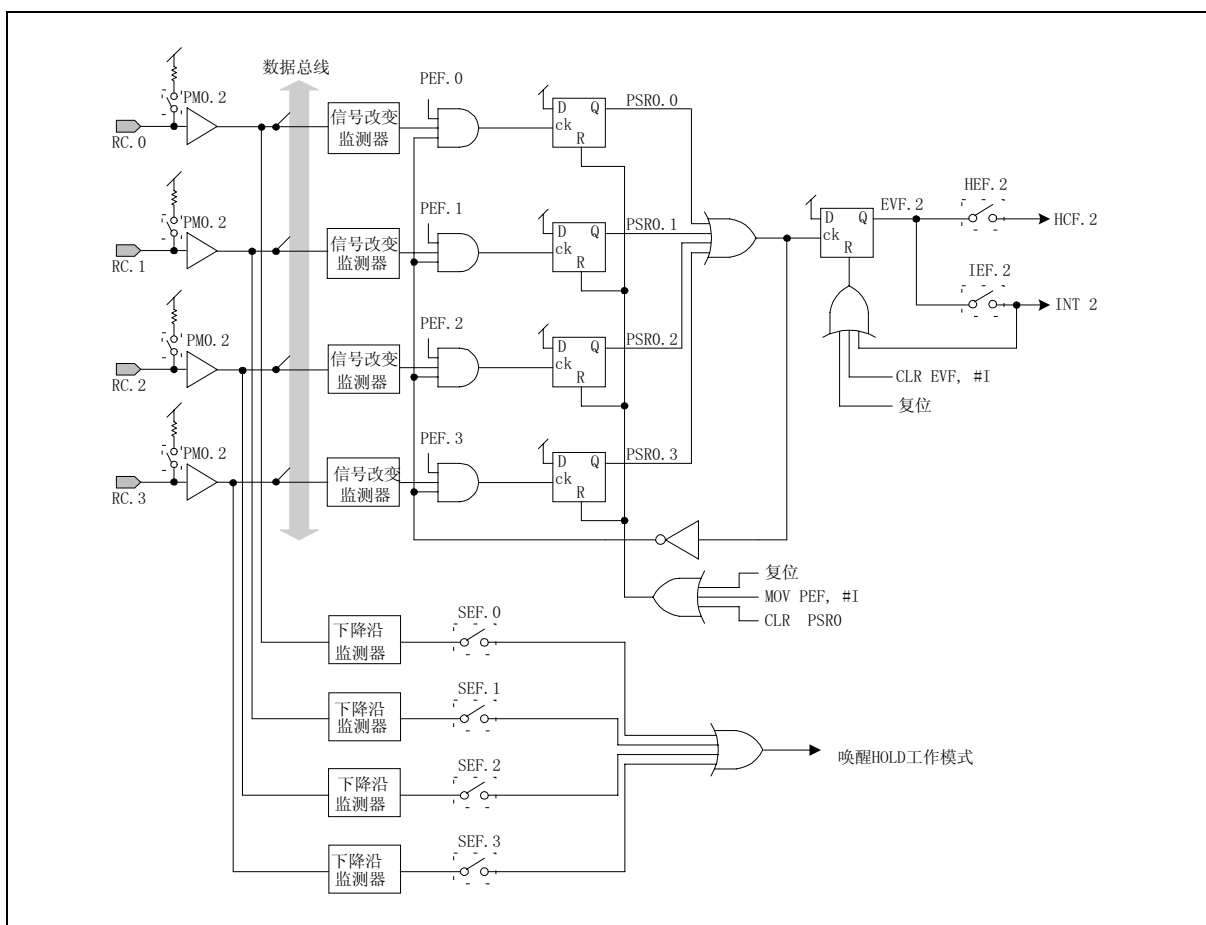 数据总线
PM0.2
RC.0
信号改变
监测器
PEF.0
D Q
ck
R
PSR0.0
PM0.2
RC.1
信号改变
监测器
PEF.1
D Q
ck
R
PSR0.1
PM0.2
RC.2
信号改变
监测器
PEF.2
D Q
ck
R
PSR0.2
PM0.2
RC.3
信号改变
监测器
PEF.3
D Q
ck
R
PSR0.3
D Q
ck
R
EVF.2
HEF.2
HCF.2
IEF.2
INT 2
CLR EVF, #I
复位
复位
MOV PEF, #I
CLR PSR0
下降沿
监测器
SEF.0
下降沿
监测器
SEF.1
下降沿
监测器
SEF.2
下降沿
监测器
SEF.3
唤醒HOLD工作模式